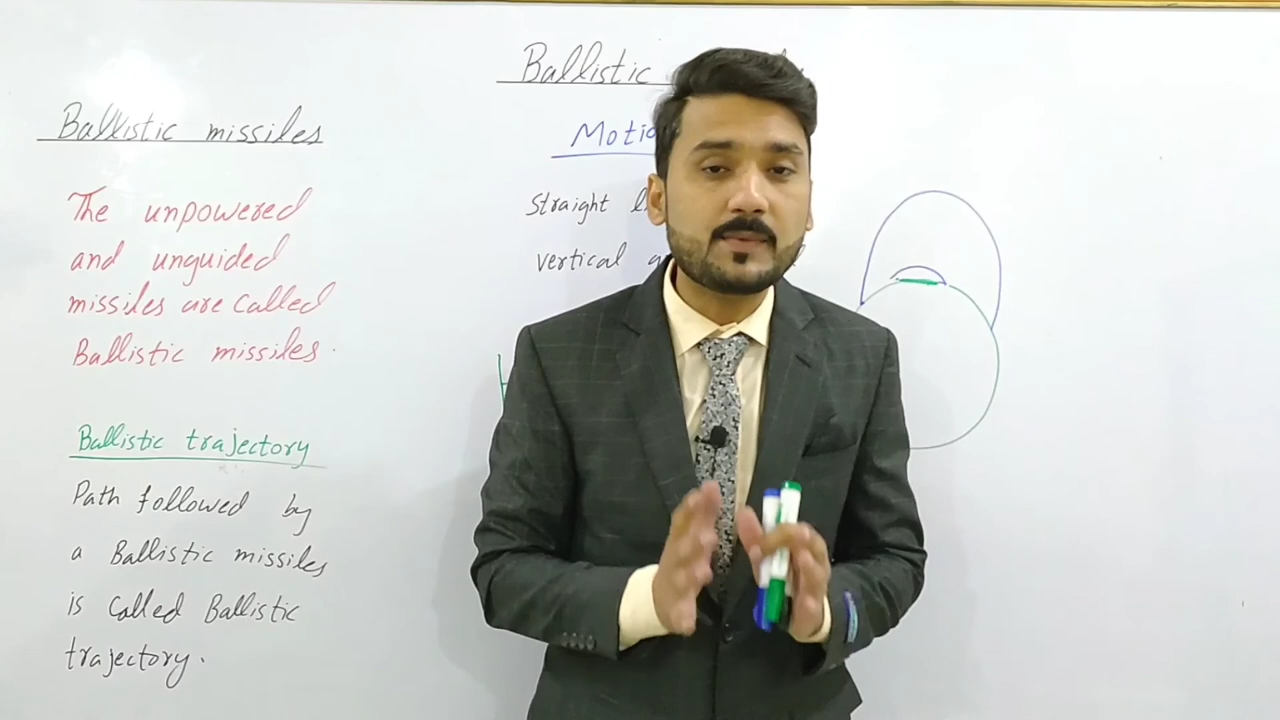 Ballistic missiles
The unpowered
and unguided
missiles are called
Ballistic missiles.
Ballistic trajectory
Path followed by
a Ballistic missiles
is called Ballistic
trajectory.
Ballistic
Straight
vertical